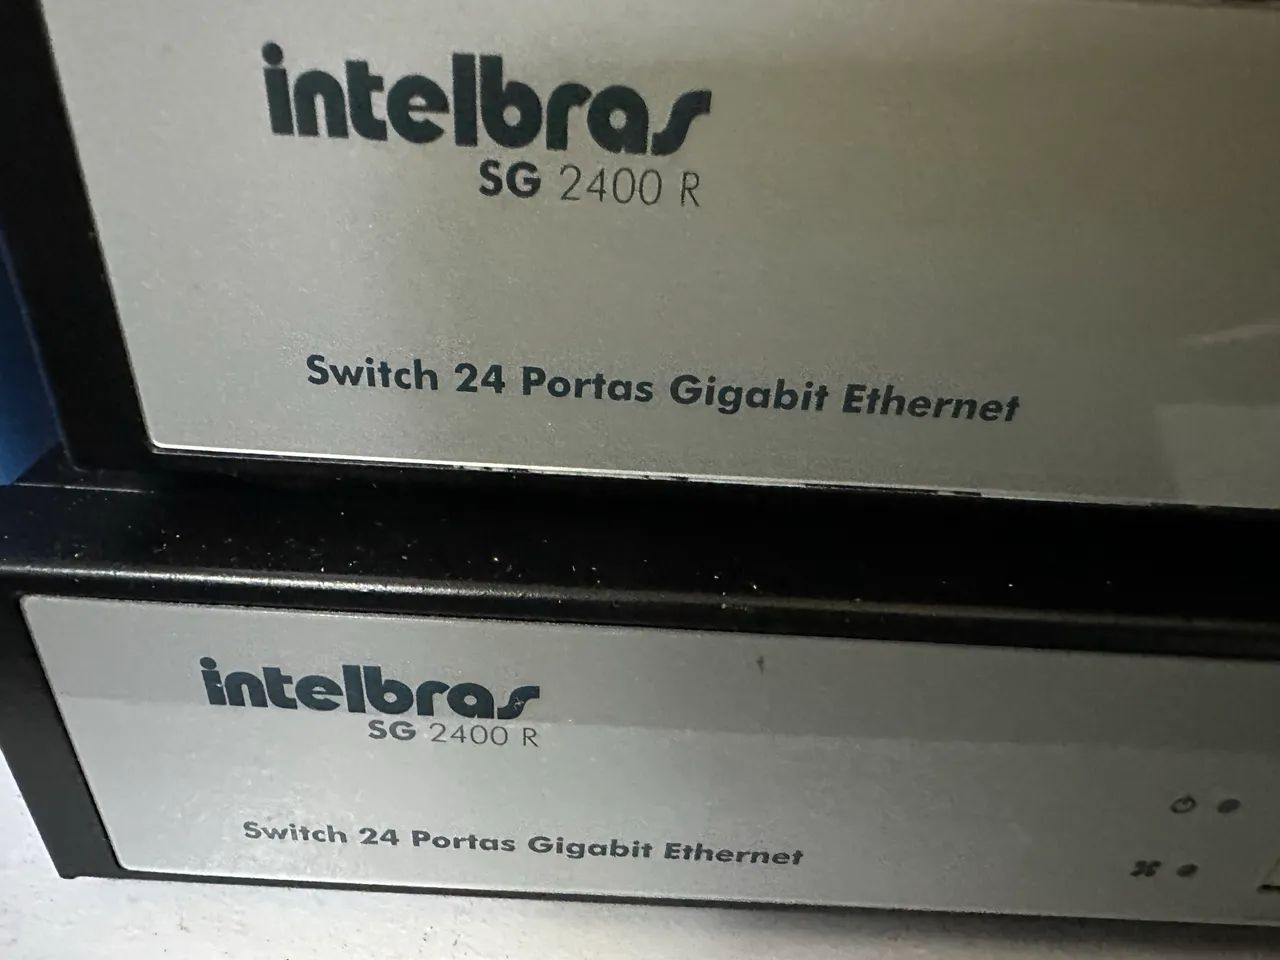 intelbras
SG 2400 R
Switch 24 Portas Gigabit Ethernet
intelbras
SG 2400 R
Switch 24 Portas Gigabit Ethernet